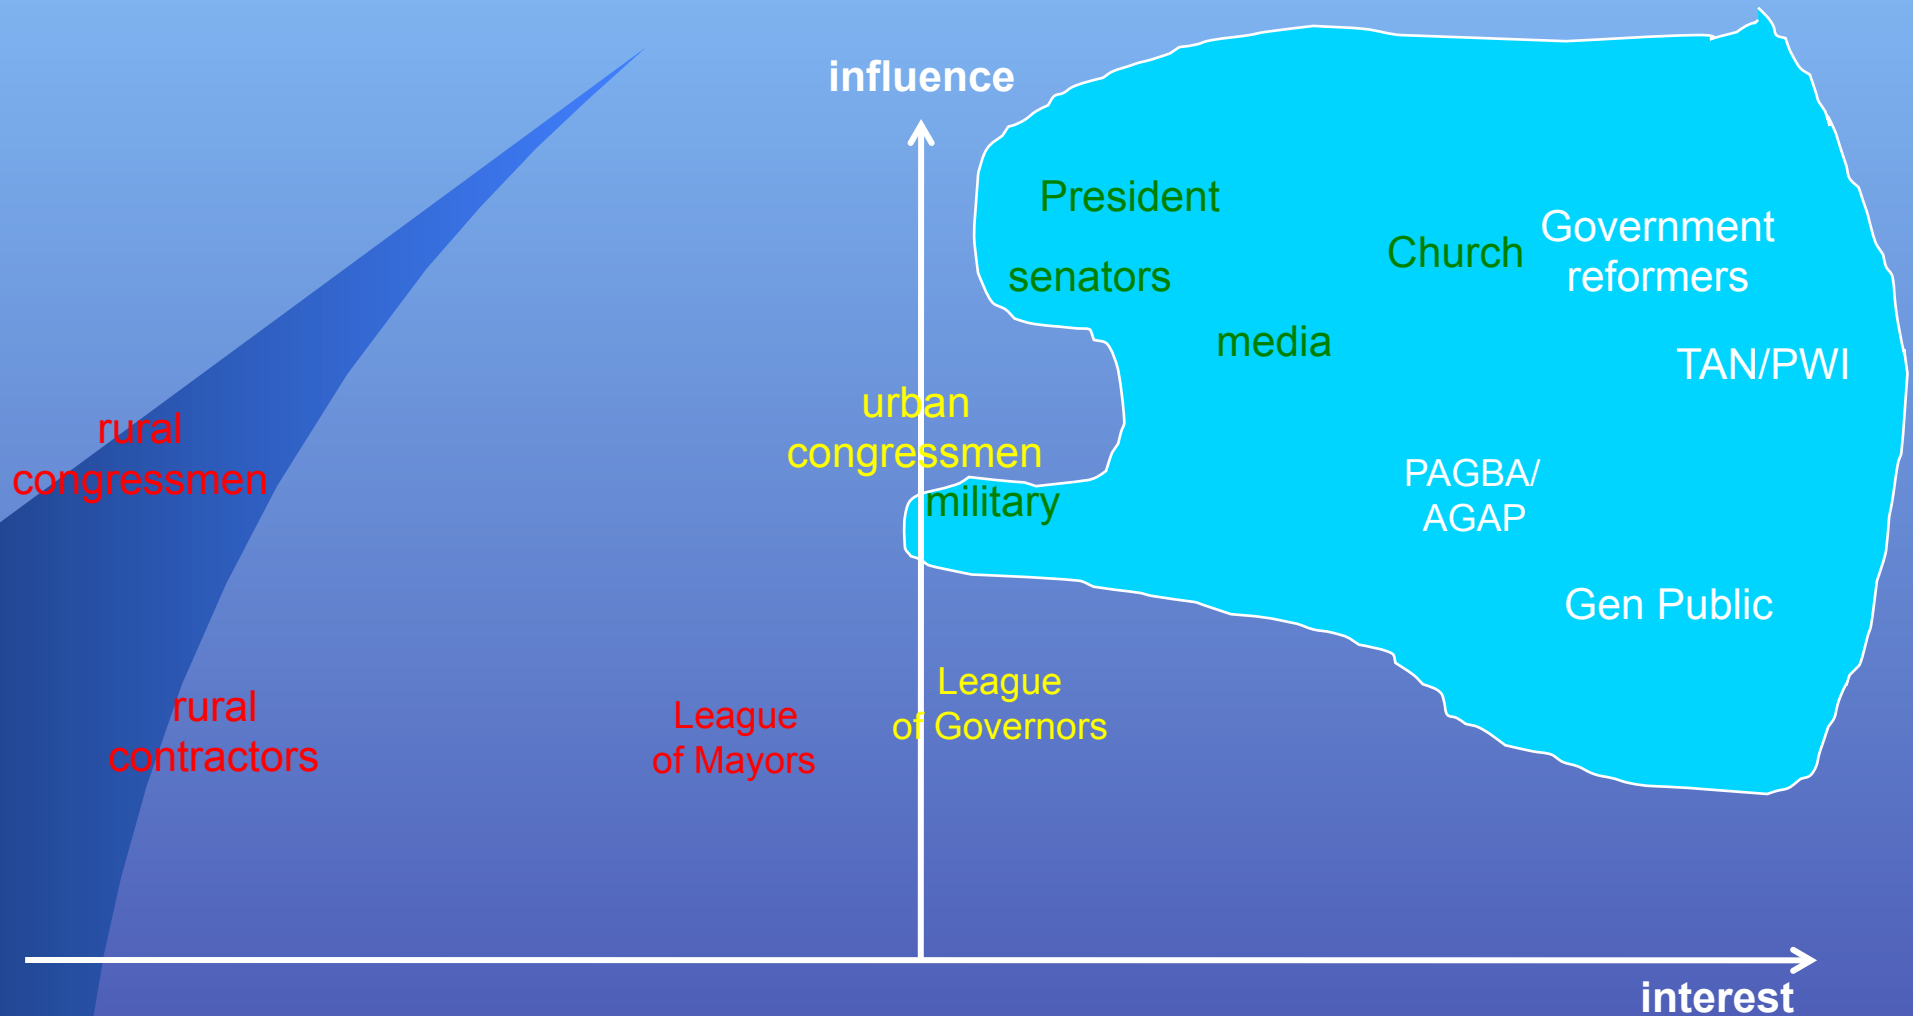 influence
President
Government
reformers
Church
senators
media
TAN/PWI
urban
congressmen
rural
congressmen
military
PAGBA/
AGAP
Gen Public
League
of Governors
rural
contractors
League
of Mayors
interest